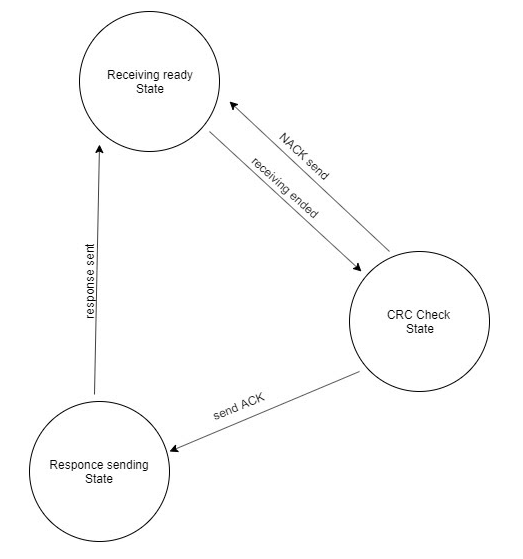 Receiving ready
State
NACK send
receiving ended
response sent
CRC Check
State
send ACK
Responce sending
State